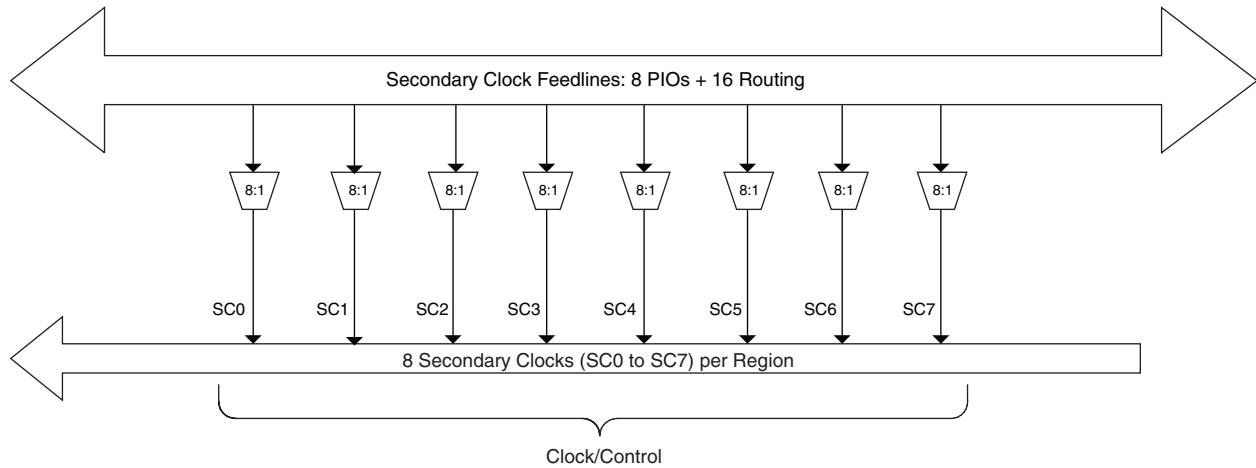 Secondary Clock Feedlines: 8 PIOs + 16 Routing
8:1 8:1 8:1 8:1 8:1 8:1 8:1 8:1
SC0 SC1 SC2 SC3 SC4 SC5 SC6 SC7
8 Secondary Clocks (SC0 to SC7) per Region
Clock/Control